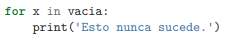 for x in vacia:
    print('Esto nunca sucede.')